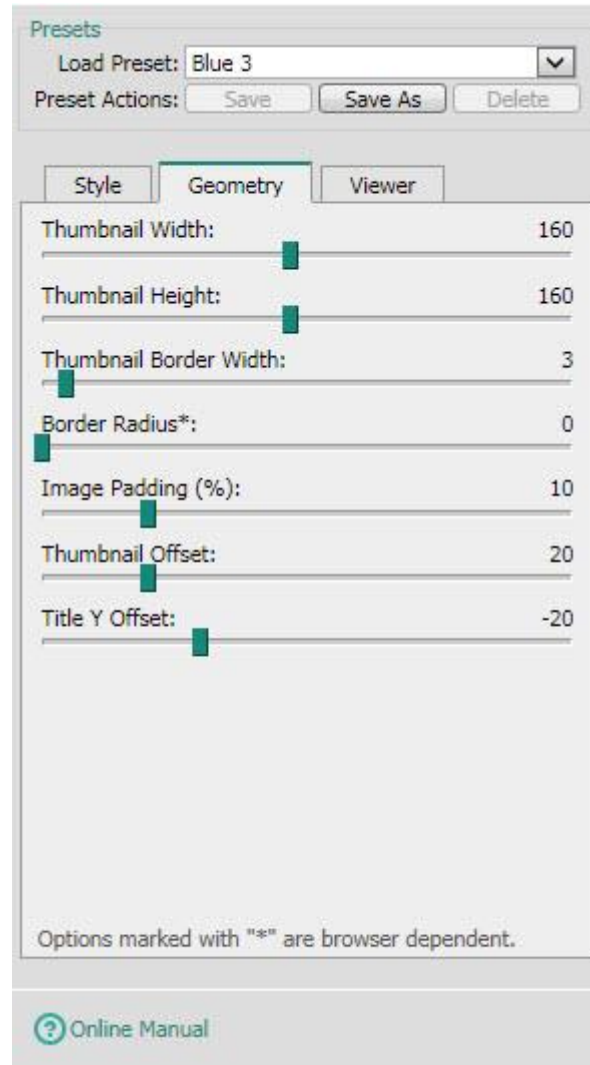 Presets
Load Preset: Blue 3
Preset Actions: Save Save As Delete
Style Geometry Viewer
Thumbnail Width: 160
Thumbnail Height: 160
Thumbnail Border Width: 3
Border Radius*: 0
Image Padding (%): 10
Thumbnail Offset: 20
Title Y Offset: -20
Options marked with "*" are browser dependent.
? Online Manual